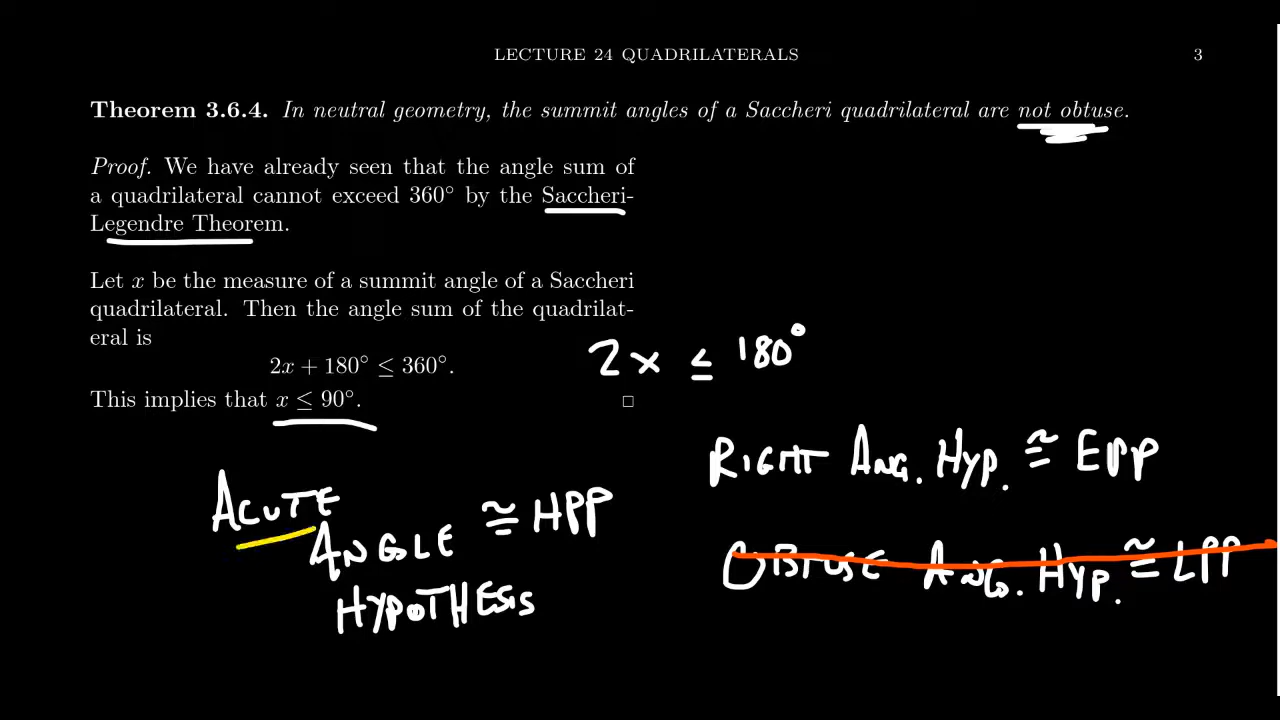 LECTURE 24 QUADRILATERALS 3
Theorem 3.6.4. In neutral geometry, the summit angles of a Saccheri quadrilateral are not obtuse.
Proof. We have already seen that the angle sum of
a quadrilateral cannot exceed 360° by the Saccheri-
Legendre Theorem.
Let x be the measure of a summit angle of a Saccheri
quadrilateral. Then the angle sum of the quadrilat-
eral is
2x + 180° ≤ 360°.
2x ≤ 180°
This implies that x ≤ 90°. □
RIGHT ANG. HYP. ≅ EPP
ACUTE
ANGLE ≅ HPP
HYPOTHESIS
OBTUSE ANG. HYP. ≅ LPP